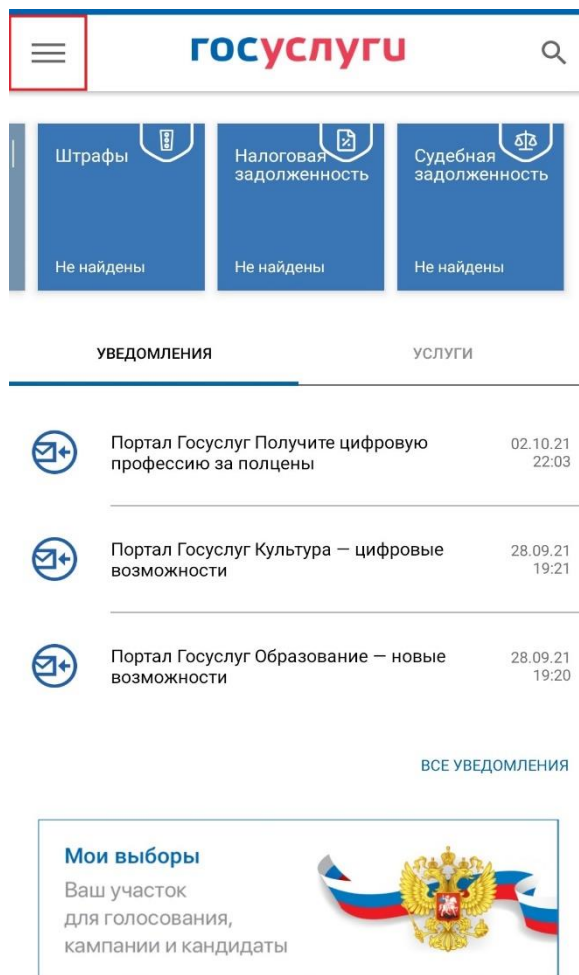 госуслуги
Штрафы
Не найдены
Налоговая
задолженность
Не найдены
Судебная
задолженность
Не найдены
УВЕДОМЛЕНИЯ
УСЛУГИ
Портал Госуслуг Получите цифровую
профессию за полцены
02.10.21
22:03
Портал Госуслуг Культура — цифровые
возможности
28.09.21
19:21
Портал Госуслуг Образование — новые
возможности
28.09.21
19:20
ВСЕ УВЕДОМЛЕНИЯ
Мои выборы
Ваш участок
для голосования,
кампании и кандидаты